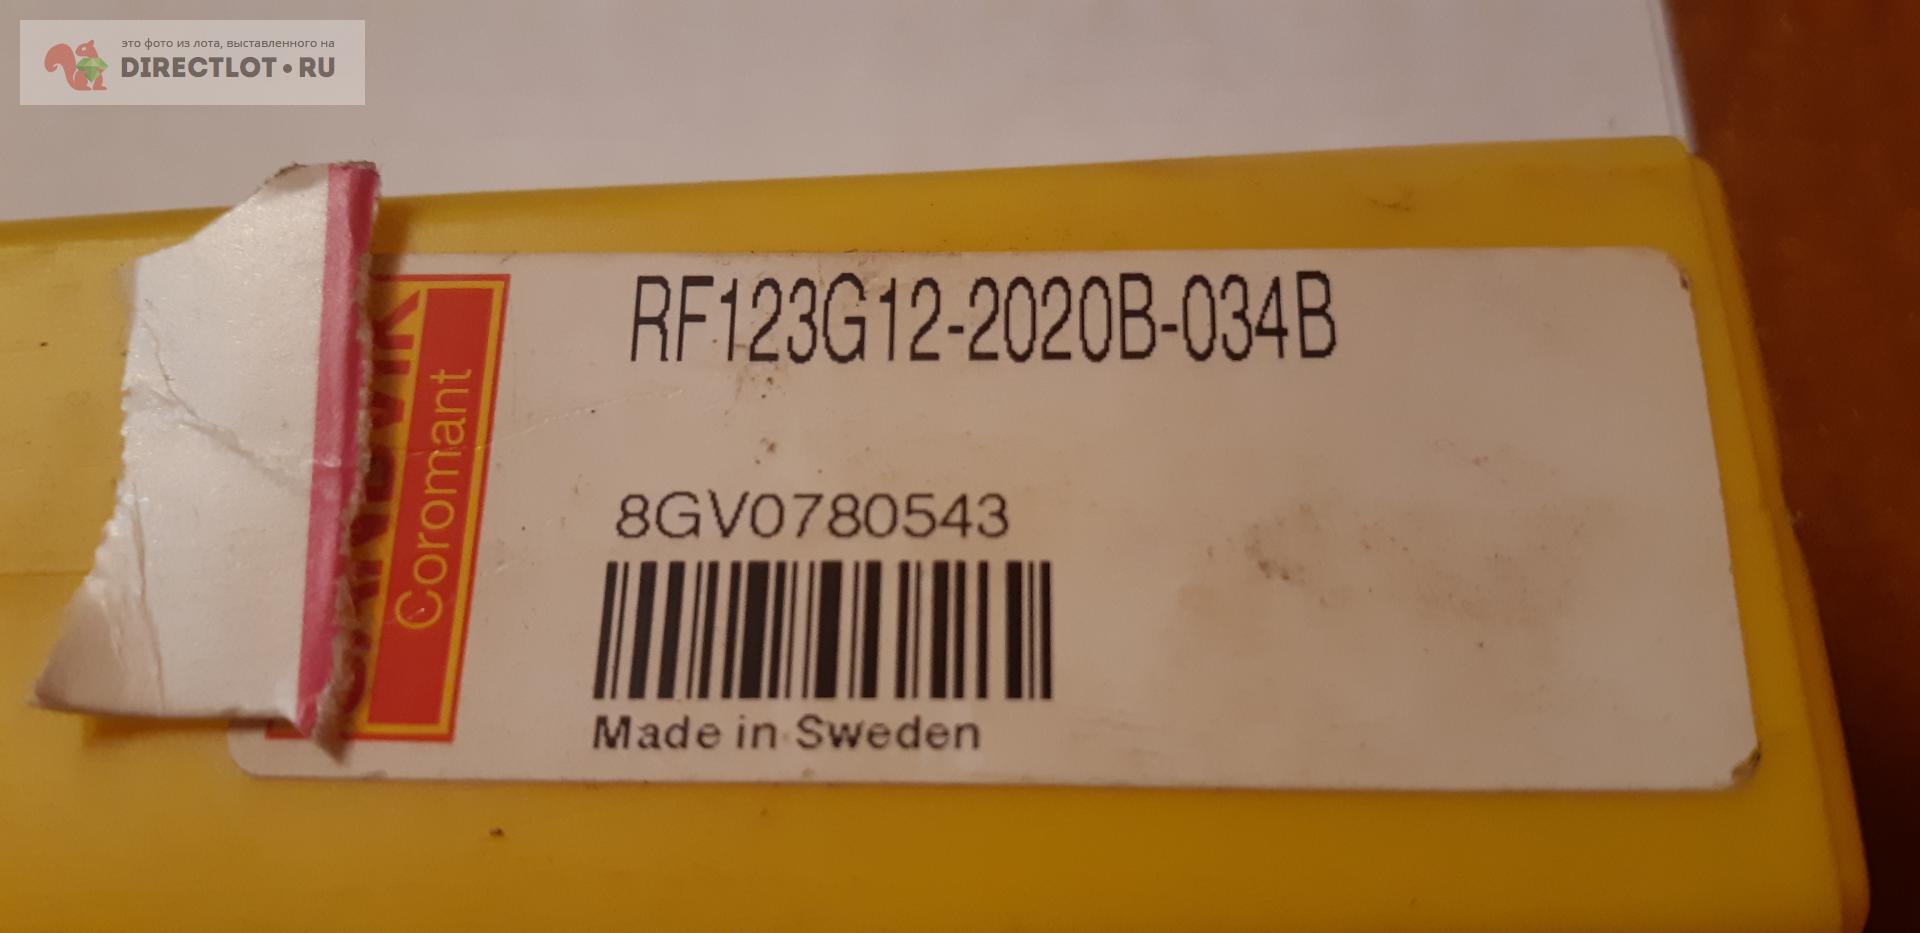 это фото из лота, выставленного на
DIRECTLOT•RU
RF123G12-2020B-034B
Coromant
8GV0780543
Made in Sweden